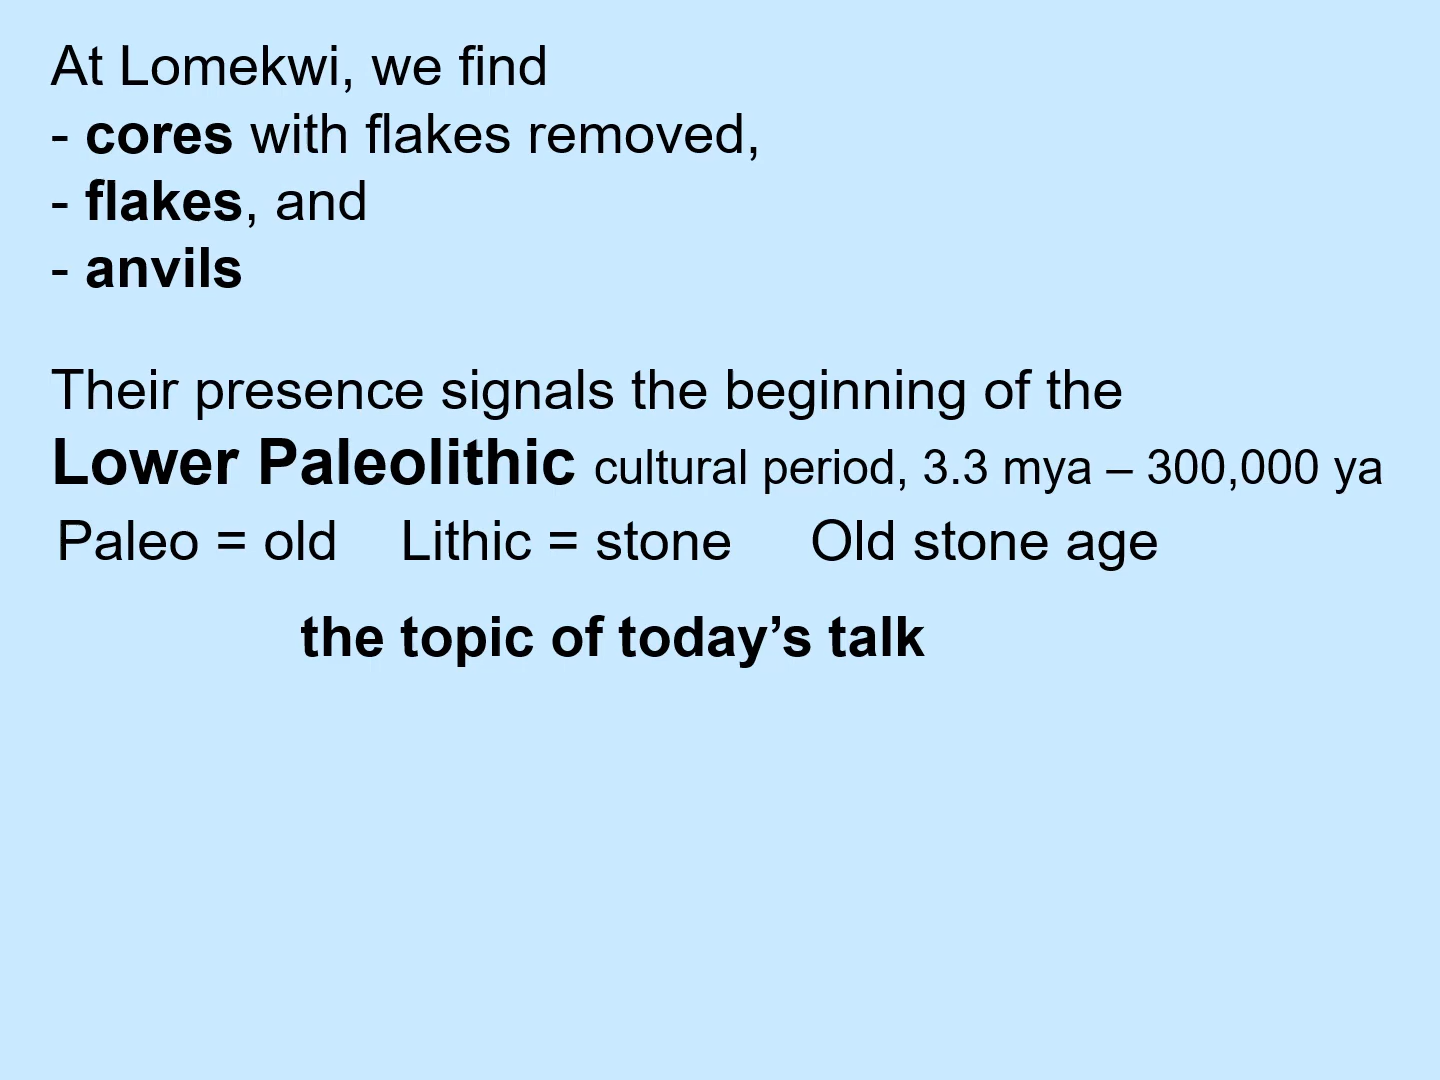 At Lomekwi, we find
- cores with flakes removed,
- flakes, and
- anvils
Their presence signals the beginning of the
Lower Paleolithic cultural period, 3.3 mya – 300,000 ya
Paleo = old Lithic = stone Old stone age
the topic of today’s talk